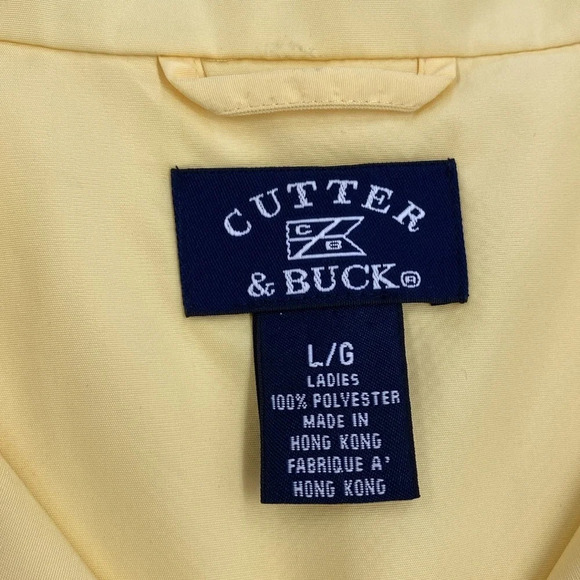 CUTTER
C
B
& BUCK®
L/G
LADIES
100% POLYESTER
MADE IN
HONG KONG
FABRIQUE A'
HONG KONG